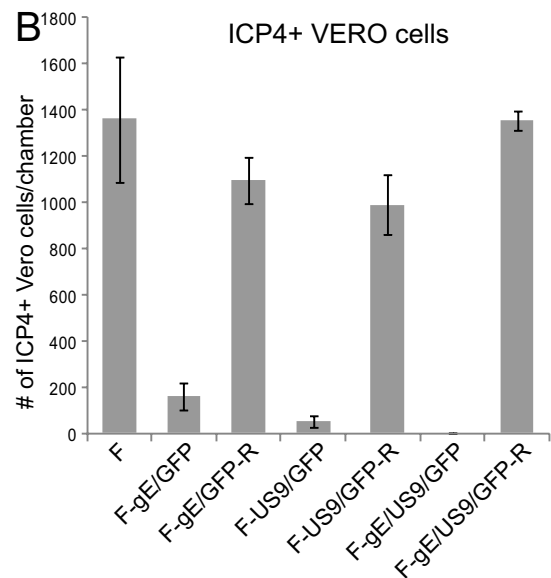 B
ICP4+ VERO cells
# of ICP4+ Vero cells/chamber
1800
1600
1400
1200
1000
800
600
400
200
0
F
F-gE/GFP
F-gE/GFP-R
F-US9/GFP
F-US9/GFP-R
F-gE/US9/GFP
F-gE/US9/GFP-R